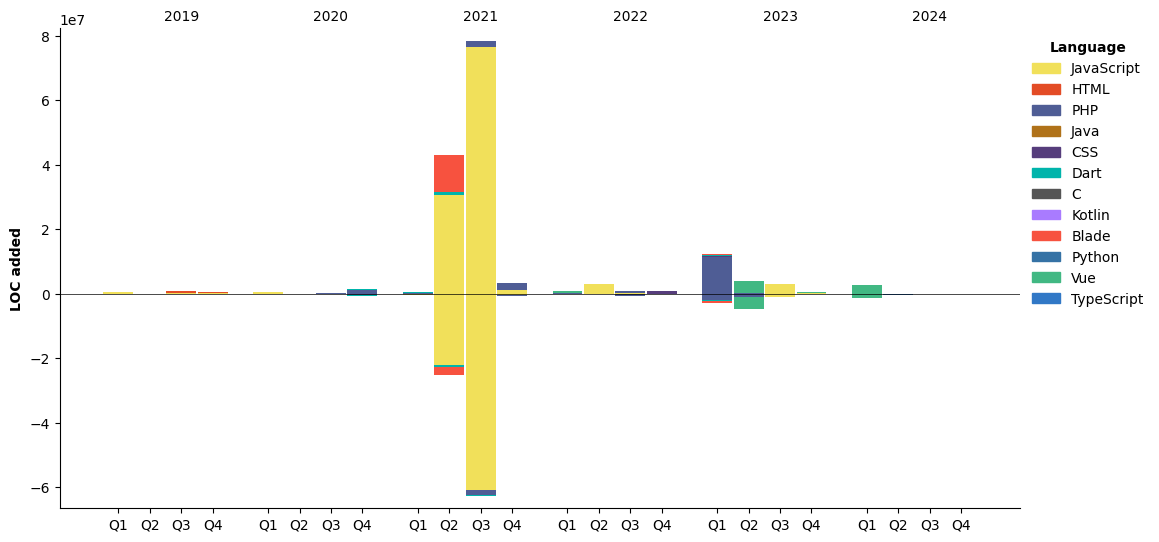 1e7
2019 2020 2021 2022 2023 2024
8
6
4
2
0
−2
−4
−6
LOC added
Q1 Q2 Q3 Q4 Q1 Q2 Q3 Q4 Q1 Q2 Q3 Q4 Q1 Q2 Q3 Q4 Q1 Q2 Q3 Q4 Q1 Q2 Q3 Q4
Language
JavaScript
HTML
PHP
Java
CSS
Dart
C
Kotlin
Blade
Python
Vue
TypeScript